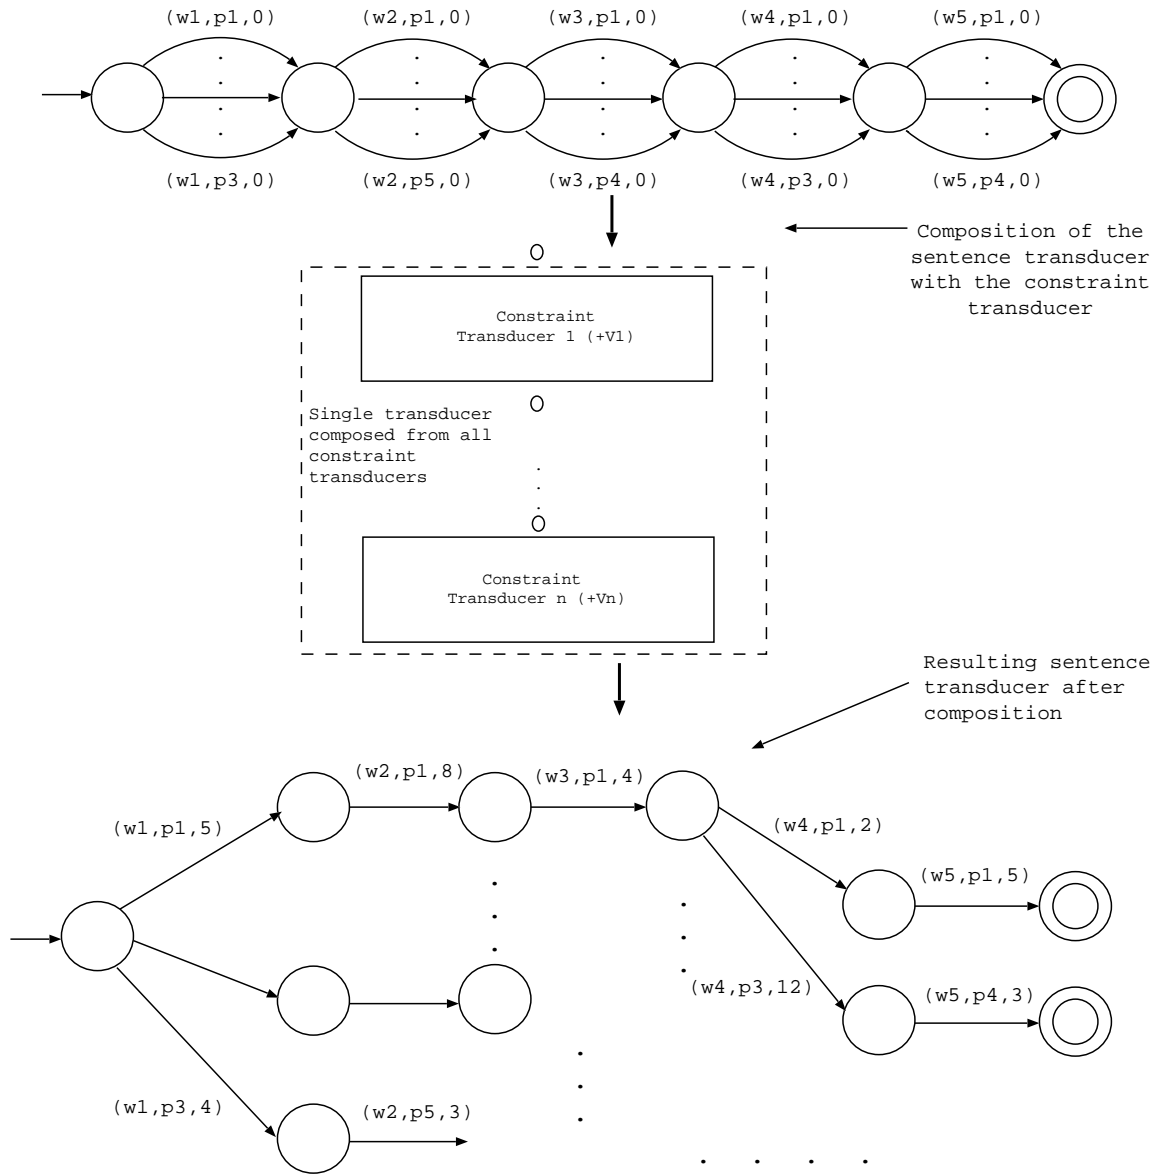 (w1,p1,0) (w2,p1,0) (w3,p1,0) (w4,p1,0) (w5,p1,0)
(w1,p3,0) (w2,p5,0) (w3,p4,0) (w4,p3,0) (w5,p4,0)
Composition of the
sentence transducer
with the constraint
transducer
Constraint
Transducer 1 (+V1)
Single transducer
composed from all
constraint
transducers
Constraint
Transducer n (+Vn)
Resulting sentence
transducer after
composition
(w2,p1,8) (w3,p1,4)
(w1,p1,5) (w4,p1,2)
(w5,p1,5)
(w4,p3,12) (w5,p4,3)
(w1,p3,4) (w2,p5,3)